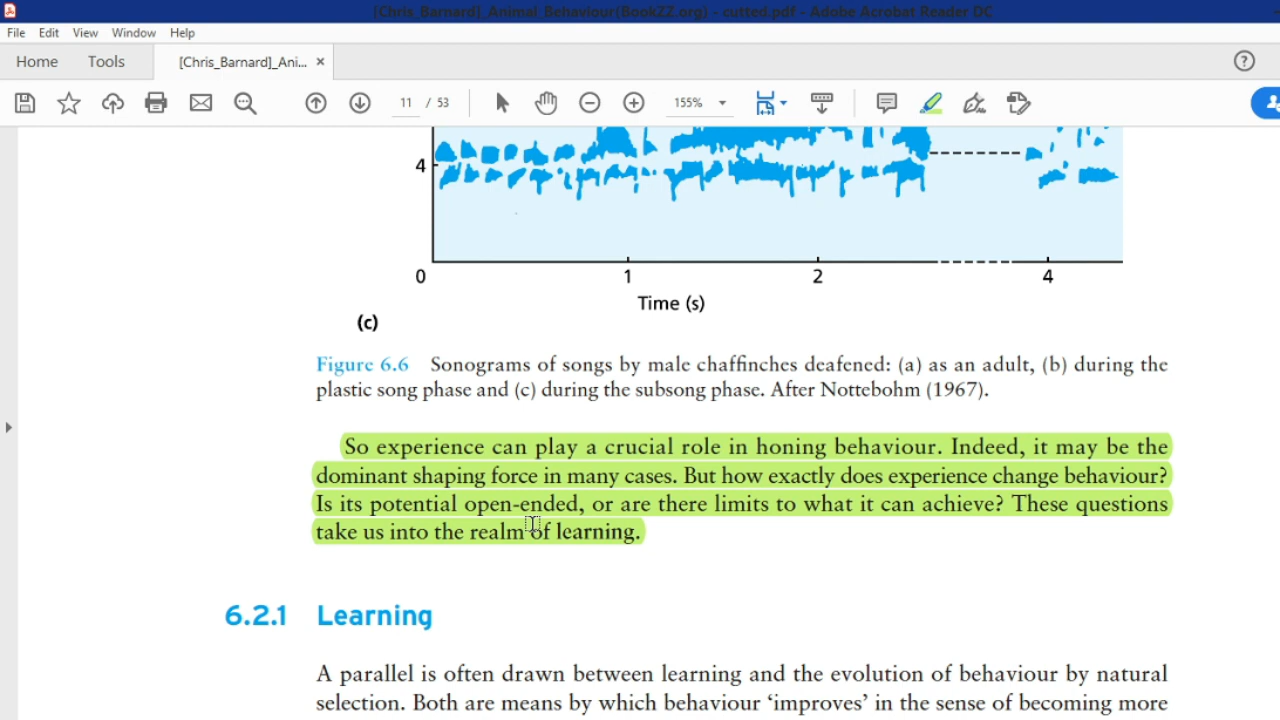 [Chris_Barnard]_Animal_Behaviour(BookZZ.org) - cutted.pdf - Adobe Acrobat Reader DC
File Edit View Window Help
Home Tools [Chris_Barnard]_Ani... × ?
11 / 53 155%
4
0 1 2 4
Time (s)
(c)
Figure 6.6 Sonograms of songs by male chaffinches deafened: (a) as an adult, (b) during the
plastic song phase and (c) during the subsong phase. After Nottebohm (1967).
So experience can play a crucial role in honing behaviour. Indeed, it may be the
dominant shaping force in many cases. But how exactly does experience change behaviour?
Is its potential open-ended, or are there limits to what it can achieve? These questions
take us into the realm of learning.
6.2.1 Learning
A parallel is often drawn between learning and the evolution of behaviour by natural
selection. Both are means by which behaviour ‘improves’ in the sense of becoming more